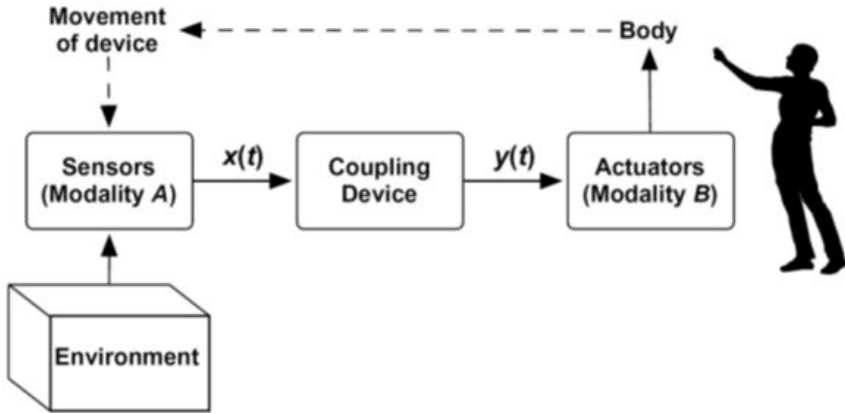 Movement
of device
Body
Sensors
(Modality A)
x(t)
Coupling
Device
y(t)
Actuators
(Modality B)
Environment